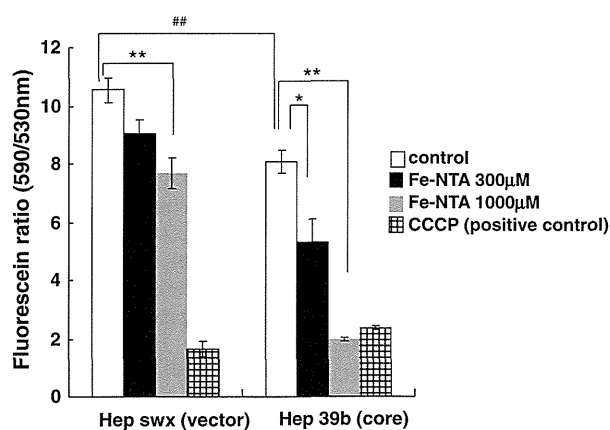 ##
**
**
*
12
10
8
6
4
2
0
Fluorescein ratio (590/530nm)
control
Fe-NTA 300μM
Fe-NTA 1000μM
CCCP (positive control)
Hep swx (vector)
Hep 39b (core)